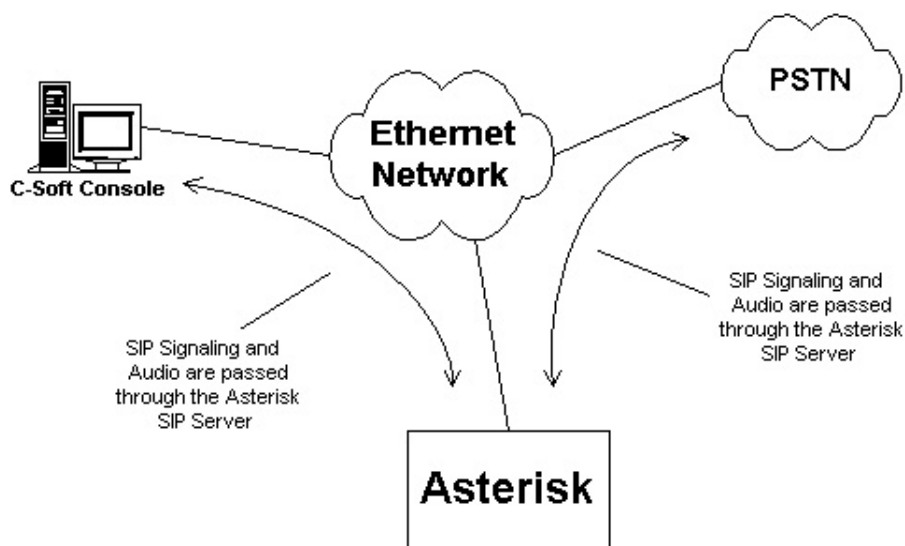 PSTN
Ethernet
Network
C-Soft Console
SIP Signaling and
Audio are passed
through the Asterisk
SIP Server
SIP Signaling and
Audio are passed
through the Asterisk
SIP Server
Asterisk